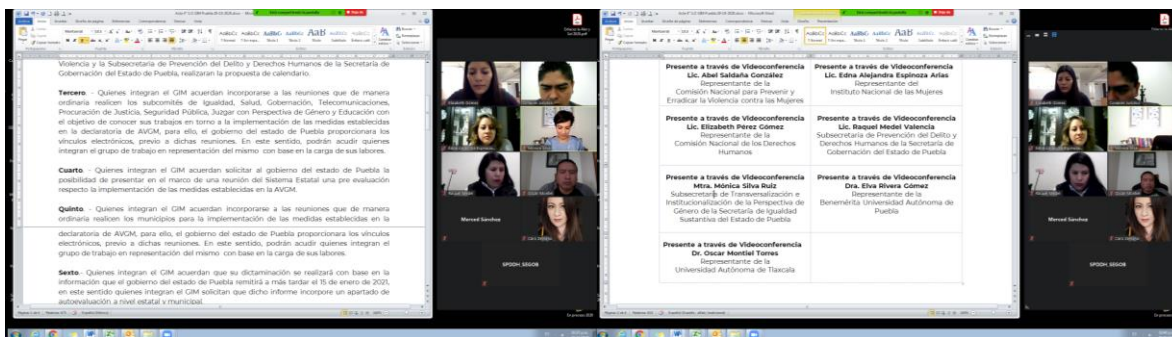 Violencia y la Subsecretaría de Prevención del Delito y Derechos Humanos de la Secretaría de
Gobernación del Estado de Puebla, realizaran la propuesta de calendario.
Tercero. - Quienes integran el GIM acuerdan incorporarse a las reuniones que de manera
ordinaria realicen los subcomités de Igualdad, Salud, Gobernación, Telecomunicaciones,
Procuración de Justicia, Seguridad Pública, Juzgar con Perspectiva de Género y Educación con
el objetivo de conocer sus trabajos en torno a la implementación de las medidas establecidas
en la declaratoria de AVGM, para ello, el gobierno del estado de Puebla proporcionara los
vínculos electrónicos, previo a dichas reuniones. En este sentido, podrán acudir quienes
integran el grupo de trabajo en representación del mismo con base en la carga de sus labores.
Cuarto. - Quienes integran el GIM acuerdan solicitar al gobierno del estado de Puebla la
posibilidad de presentar en el marco de una reunión del Sistema Estatal una pre evaluación
respecto la implementación de las medidas establecidas en la AVGM.
Quinto. - Quienes integran el GIM acuerdan incorporarse a las reuniones que de manera
ordinaria realicen los municipios para la implementación de las medidas establecidas en la
declaratoria de AVGM, para ello, el gobierno del estado de Puebla proporcionara los vínculos
electrónicos, previo a dichas reuniones. En este sentido, podrán acudir quienes integran el
grupo de trabajo en representación del mismo con base en la carga de sus labores.
Sexto.- Quienes integran el GIM acuerdan que su dictaminación se realizará con base en la
información que el gobierno del estado de Puebla remitirá a más tardar el 15 de enero de 2021,
en este sentido quienes integran el GIM solicitan que dicho informe incorpore un apartado de
autoevaluación a nivel estatal y municipal.
Merced Sánchez
SPDDH_SEGOB
Presente a través de Videoconferencia
Lic. Abel Saldaña González
Representante de la
Comisión Nacional para Prevenir y
Erradicar la Violencia contra las Mujeres
Presente a través de Videoconferencia
Lic. Edna Alejandra Espinoza Arias
Representante del
Instituto Nacional de las Mujeres
Presente a través de Videoconferencia
Lic. Elizabeth Pérez Gómez
Representante de la
Comisión Nacional de los Derechos
Humanos
Presente a través de Videoconferencia
Lic. Raquel Medel Valencia
Subsecretaría de Prevención del Delito y
Derechos Humanos de la Secretaría de
Gobernación del Estado de Puebla
Presente a través de Videoconferencia
Mtra. Mónica Silva Ruiz
Subsecretaría de Transversalización e
Institucionalización de la Perspectiva de
Género de la Secretaría de Igualdad
Sustantiva del Estado de Puebla
Presente a través de Videoconferencia
Dra. Elva Rivera Gómez
Representante de la
Benemérita Universidad Autónoma de
Puebla
Presente a través de Videoconferencia
Dr. Oscar Montiel Torres
Representante de la
Universidad Autónoma de Tlaxcala
Merced Sánchez
SPDDH_SEGOB